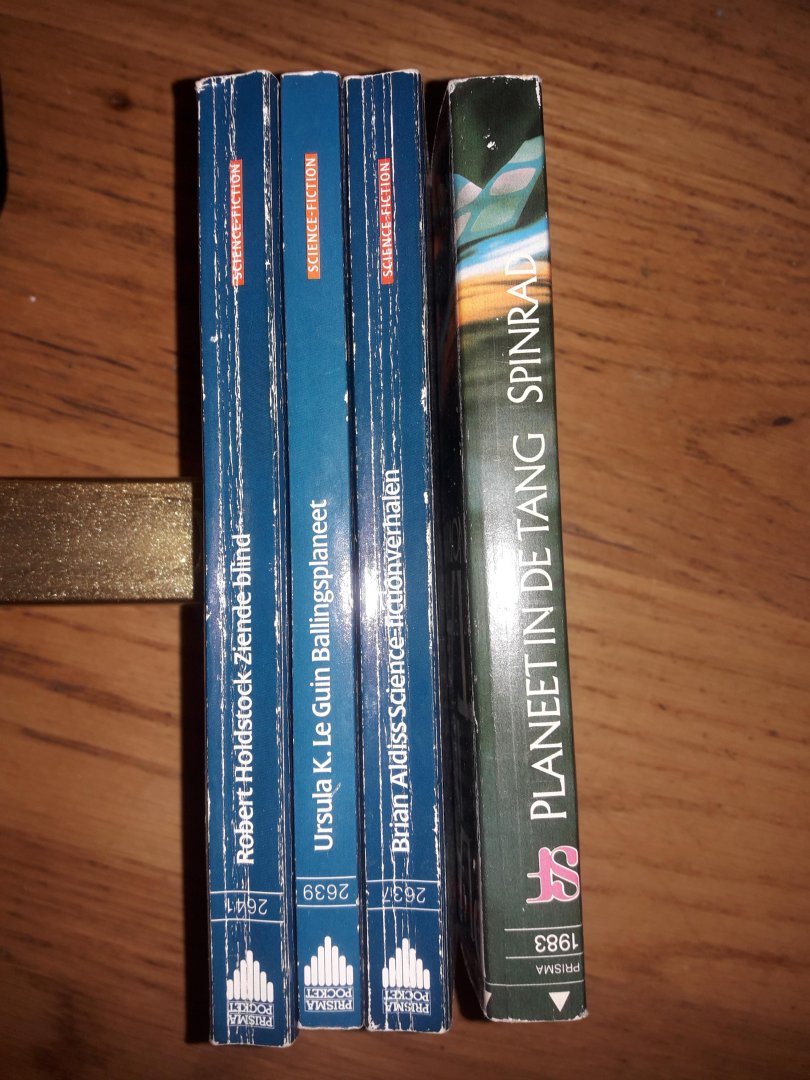 Robert Holdstock Ziende blind
SCIENCE-FICTION
2641
PRISMA
POCKET
Ursula K. Le Guin Ballingsplaneet
SCIENCE-FICTION
2639
PRISMA
POCKET
Brian Aldiss Science-fictionverhalen
SCIENCE-FICTION
2637
PRISMA
POCKET
PLANEET IN DE TANG SPINRAD
SF
1983
PRISMA